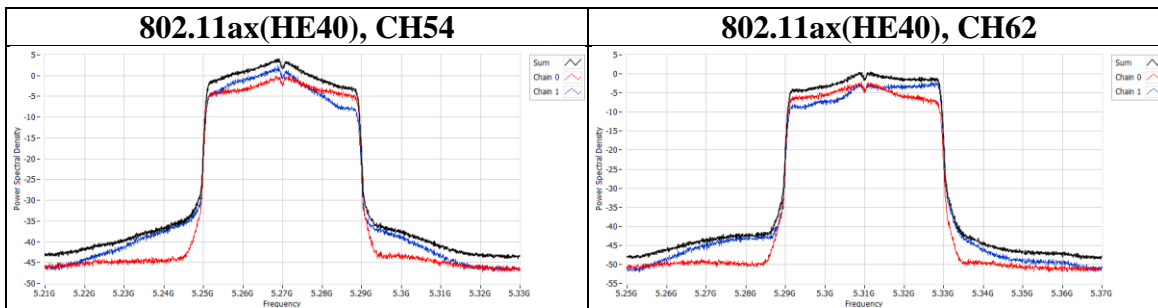 802.11ax(HE40), CH54
802.11ax(HE40), CH62
5-
0-
-5-
-10-
-15-
-20-
-25-
-30-
-35-
-40-
-45-
-50-
Power Spectral Density
5.21G 5.22G 5.23G 5.24G 5.25G 5.26G 5.27G 5.28G 5.29G 5.3G 5.31G 5.32G 5.33G
Frequency
Sum
Chain 0
Chain 1
5-
0-
-5-
-10-
-15-
-20-
-25-
-30-
-35-
-40-
-45-
-50-
-55-
Power Spectral Density
5.25G 5.26G 5.27G 5.28G 5.29G 5.3G 5.31G 5.32G 5.33G 5.34G 5.35G 5.36G 5.37G
Frequency
Sum
Chain 0
Chain 1